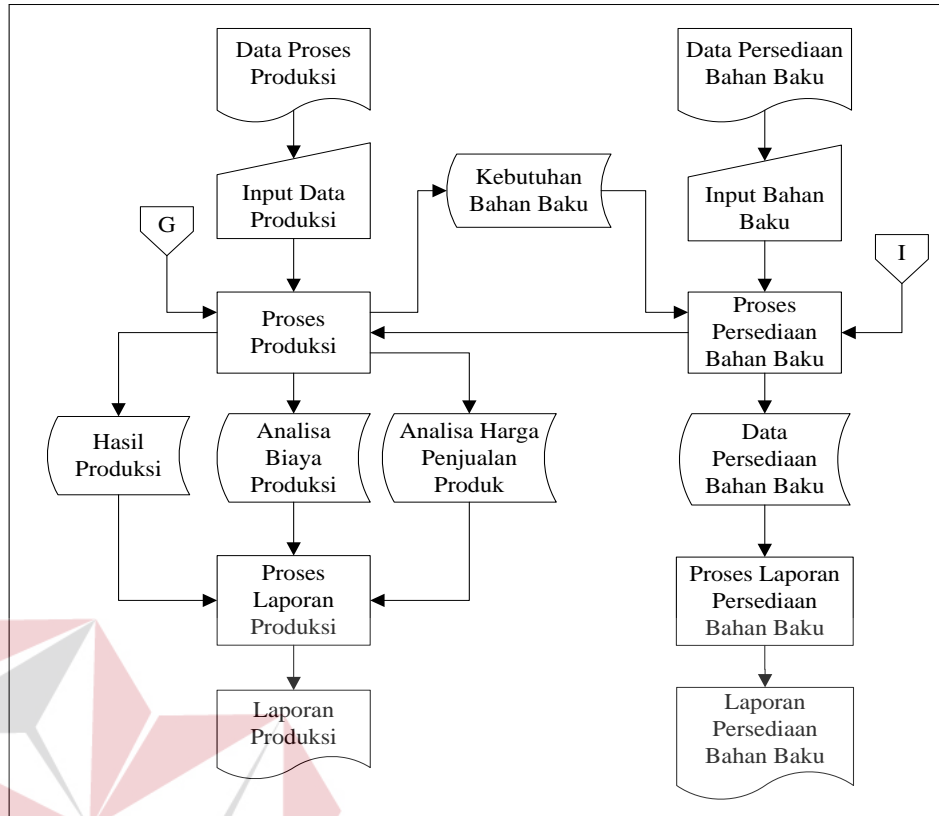 Data Proses
Produksi
Data Persediaan
Bahan Baku
Input Data
Produksi
Kebutuhan
Bahan Baku
Input Bahan
Baku
G
I
Proses
Produksi
Proses
Persediaan
Bahan Baku
Hasil
Produksi
Analisa
Biaya
Produksi
Analisa Harga
Penjualan
Produk
Data
Persediaan
Bahan Baku
Proses
Laporan
Produksi
Proses Laporan
Persediaan
Bahan Baku
Laporan
Produksi
Laporan
Persediaan
Bahan Baku